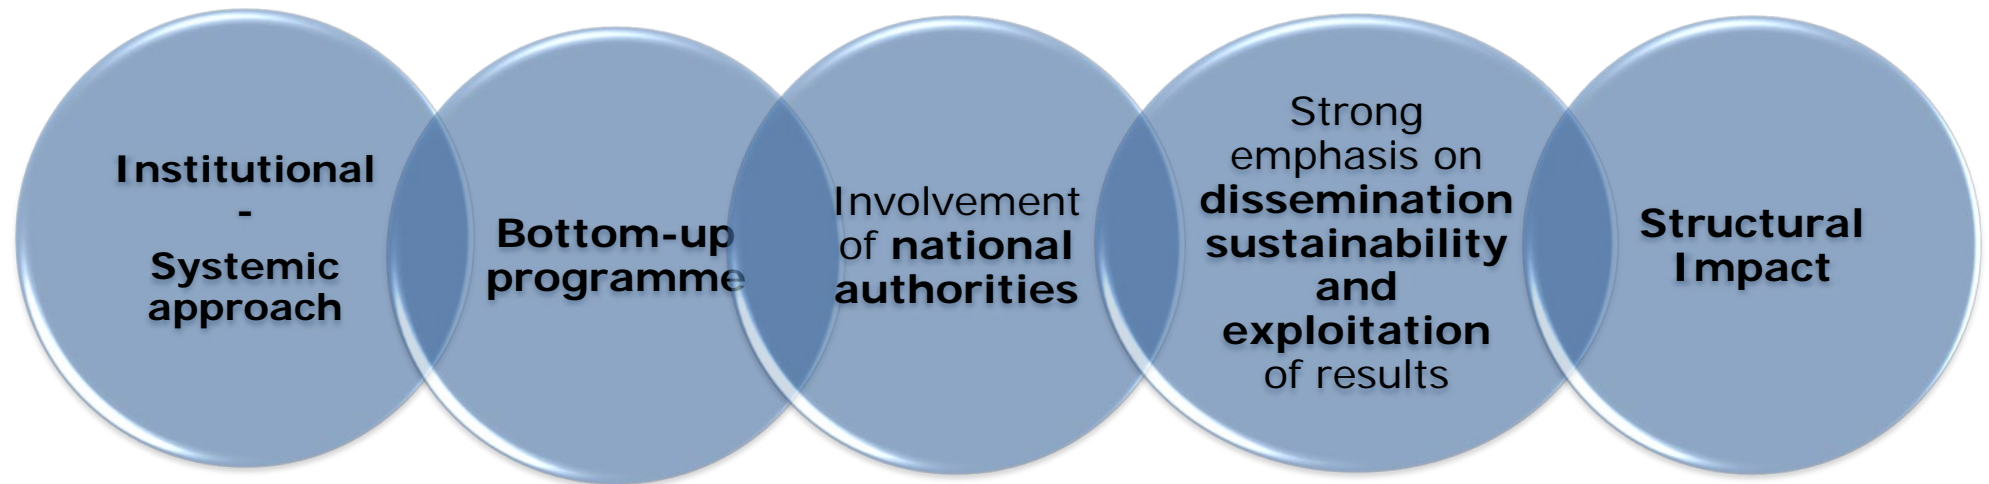 Institutional
-
Systemic
approach
Bottom-up
programme
Involvement
of national
authorities
Strong
emphasis on
dissemination
sustainability
and
exploitation
of results
Structural
Impact